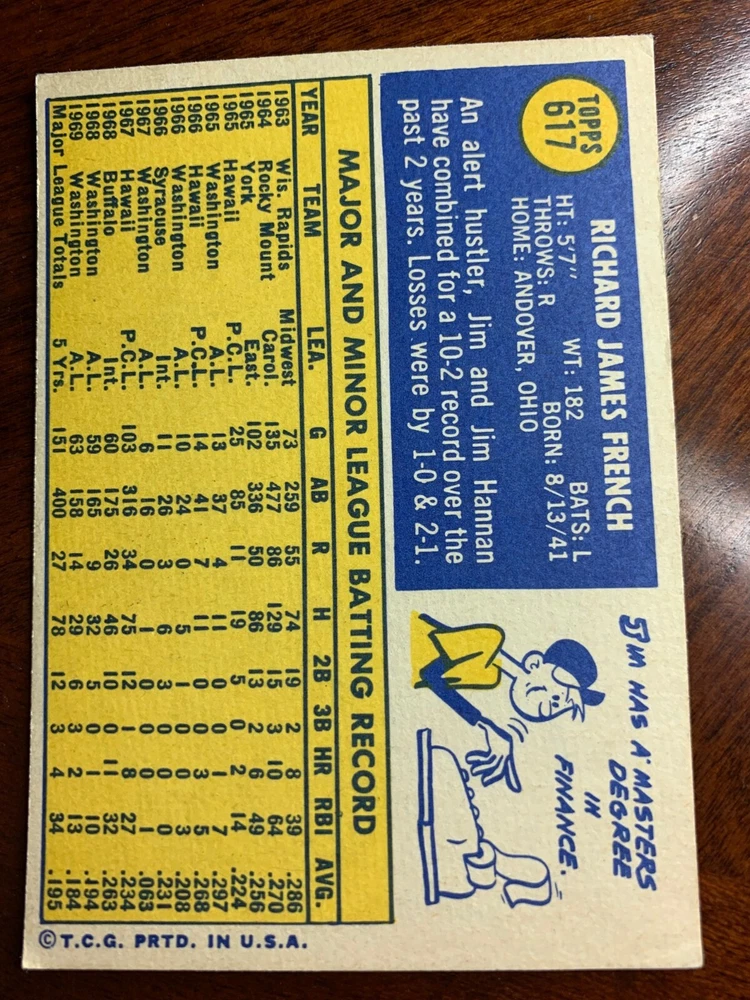 TOPPS
617
RICHARD JAMES FRENCH
HT: 5'7" WT: 182 BATS: L
THROWS: R BORN: 8/13/41
HOME: ANDOVER, OHIO
An alert hustler, Jim and Jim Hannan
have combined for a 10-2 record over the
past 2 years. Losses were by 1-0 & 2-1.
JIM HAS A MASTERS
DEGREE
IN
FINANCE.
MAJOR AND MINOR LEAGUE BATTING RECORD
YEAR TEAM LEA. G AB R H 2B 3B HR RBI AVG.
1963 Wis. Rapids Midwest 73 259 55 74 19 2 8 39 .286
1964 Rocky Mount Carol. 135 477 86 129 15 3 10 64 .270
1965 York East. 102 336 50 86 13 2 6 49 .256
1965 Hawaii P.C.L. 25 85 11 19 5 0 2 14 .224
1965 Washington A.L. 13 37 4 11 0 0 1 7 .297
1966 Hawaii P.C.L. 14 41 7 11 0 0 3 5 .268
1966 Washington A.L. 10 24 0 5 1 0 0 3 .208
1966 Syracuse Int. 11 26 3 6 3 0 0 0 .231
1967 Washington A.L. 6 16 0 1 0 0 0 1 .063
1967 Hawaii P.C.L. 103 316 34 75 12 1 8 27 .234
1968 Buffalo Int. 60 175 26 46 10 1 11 32 .263
1968 Washington A.L. 59 165 9 32 5 0 1 10 .194
1969 Washington A.L. 63 158 14 29 6 3 2 13 .184
Major League Totals 5 Yrs. 151 400 27 78 12 3 4 34 .195
© T.C.G. PRTD. IN U.S.A.